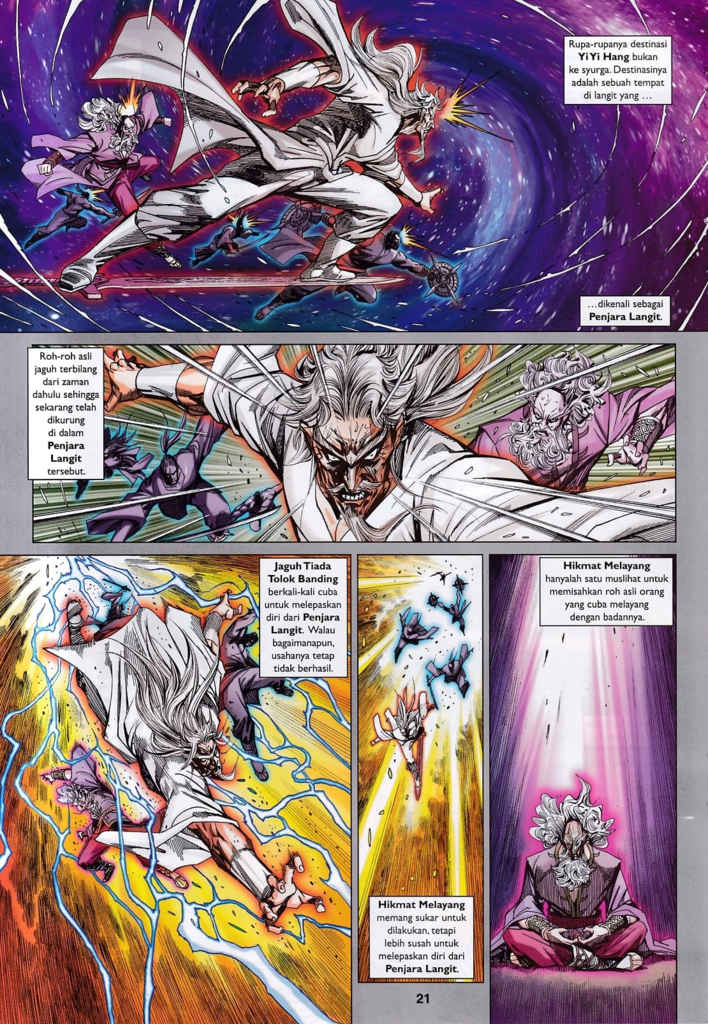 Rupa-rupanya destinasi
Yi Yi Hang bukan
ke syurga. Destinasinya
adalah sebuah tempat
di langit yang ...
...dikenali sebagai
Penjara Langit.
Roh-roh asli
jaguh terbilang
dari zaman
dahulu sehingga
sekarang telah
dikurung
di dalam
Penjara
Langit
tersebut.
Jaguh Tiada
Tolok Banding
berkali-kali cuba
untuk melepaskan
diri dari Penjara
Langit. Walau
bagaimanapun,
usahanya tetap
tidak berhasil.
Hikmat Melayang
memang sukar untuk
dilakukan, tetapi
lebih susah untuk
melepaskan diri dari
Penjara Langit.
Hikmat Melayang
hanyalah satu muslihat untuk
memisahkan roh asli orang
yang cuba melayang
dengan badannya.
21